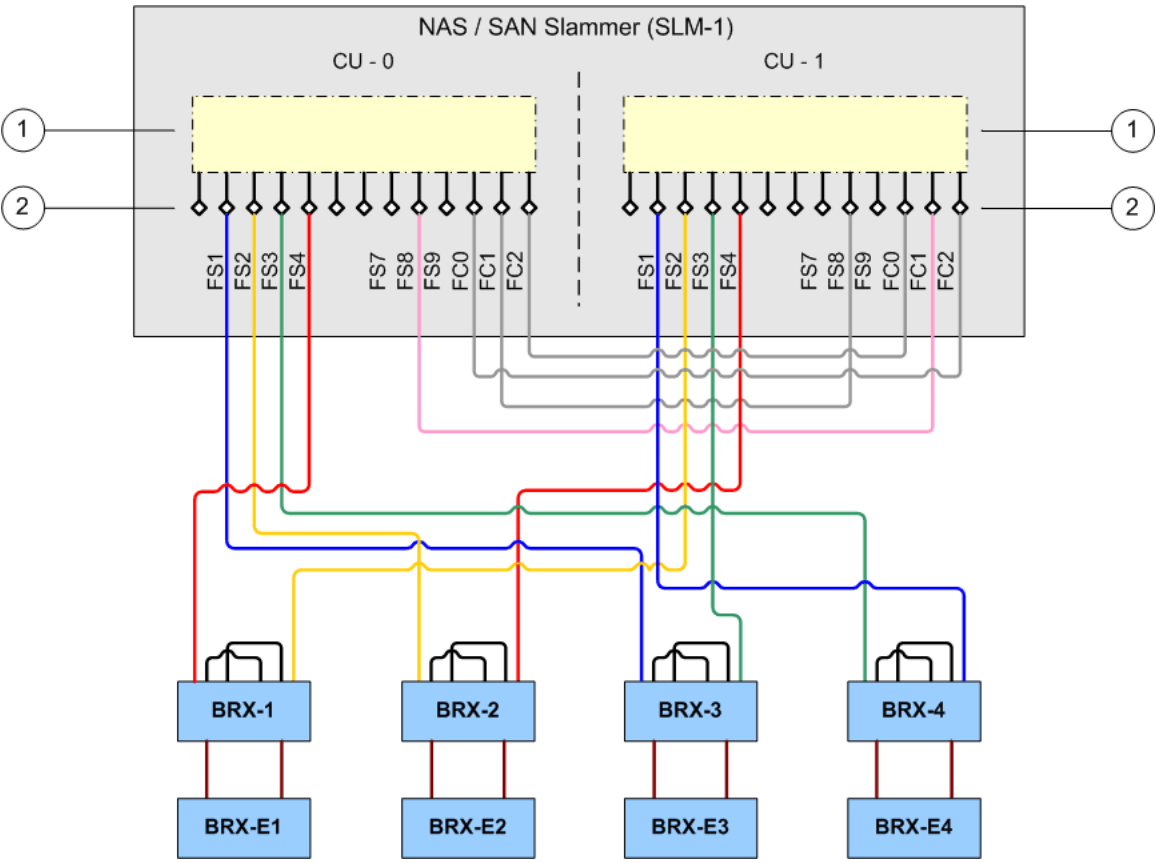 NAS / SAN Slammer (SLM-1)
CU - 0
CU - 1
1
1
2
2
FS1
FS2
FS3
FS4
FS7
FS8
FS9
FC0
FC1
FC2
FS1
FS2
FS3
FS4
FS7
FS8
FS9
FC0
FC1
FC2
BRX-1
BRX-2
BRX-3
BRX-4
BRX-E1
BRX-E2
BRX-E3
BRX-E4